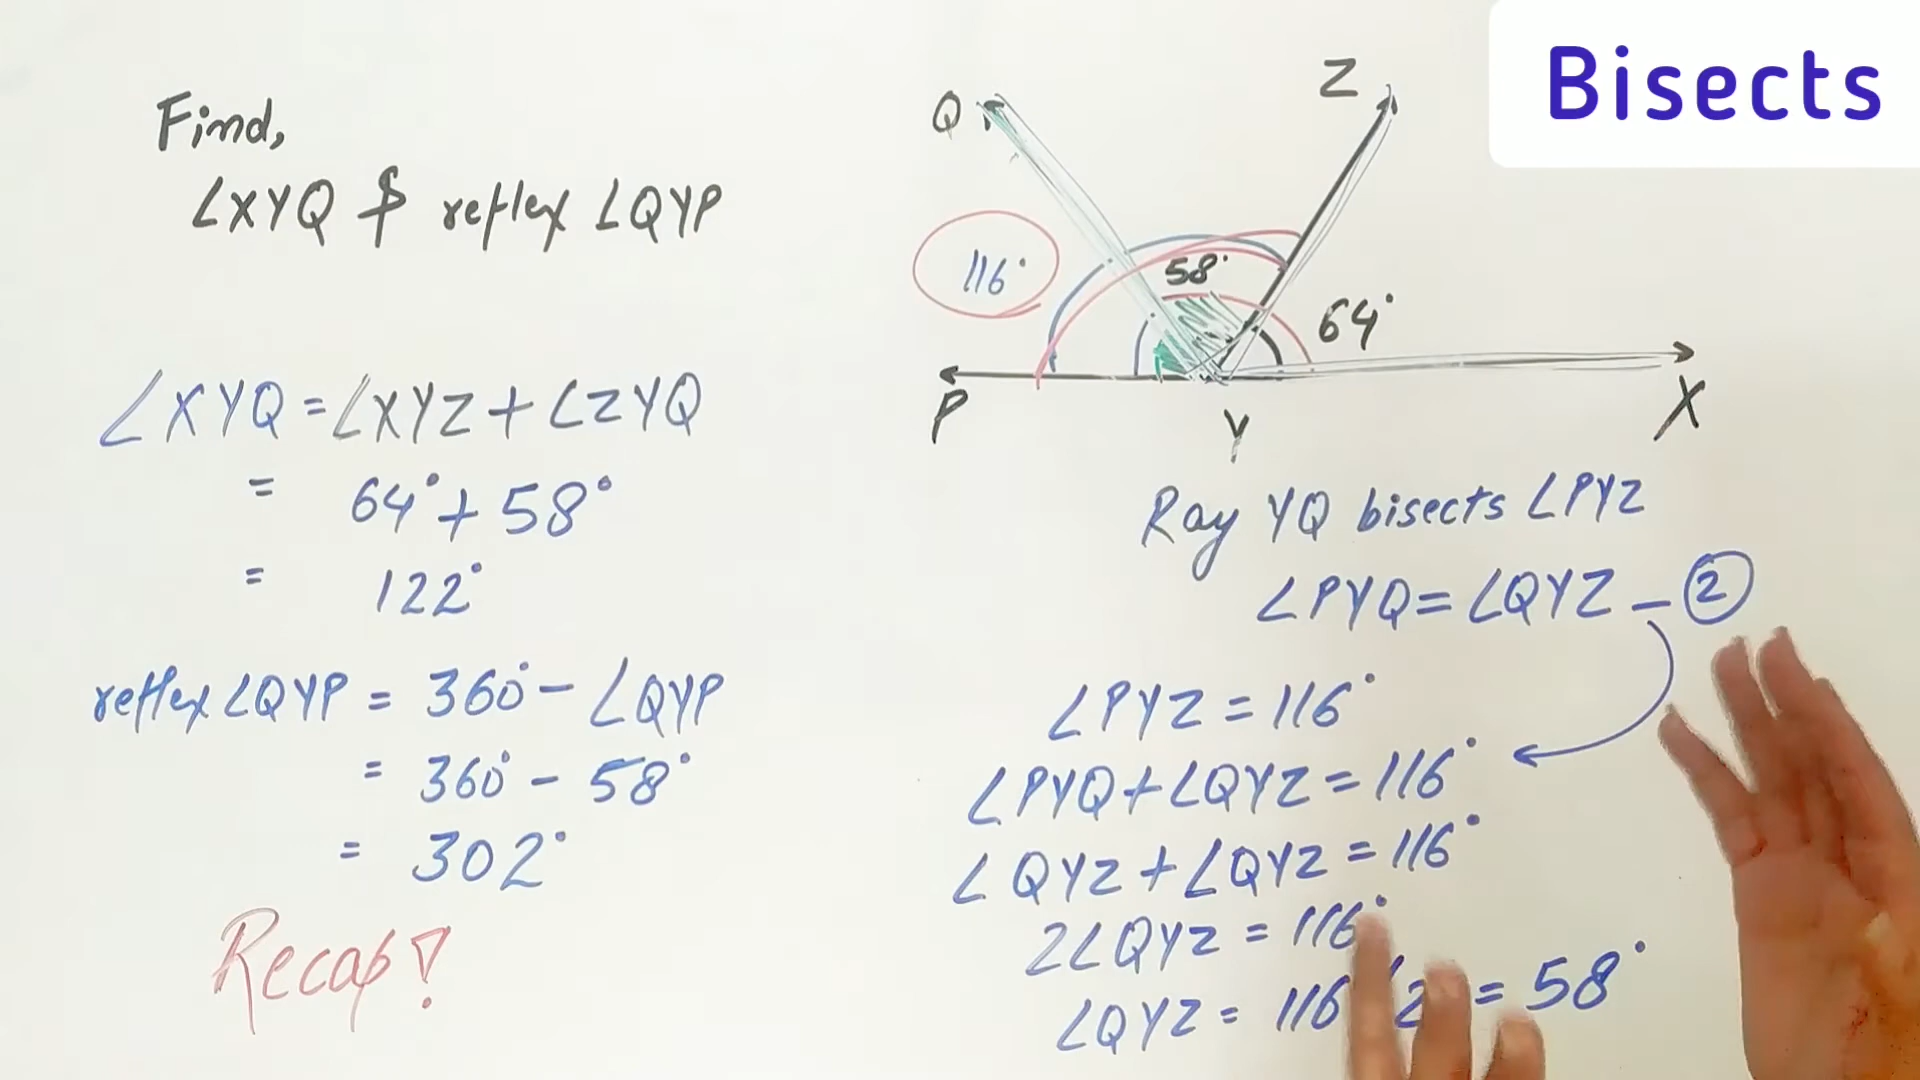 Bisects
Find,
∠XYQ & reflex ∠QYP
Q
Z
116°
58°
64°
P
Y
X
∠XYQ = ∠XYZ + ∠ZYQ
= 64° + 58°
= 122°
reflex ∠QYP = 360° - ∠QYP
= 360° - 58°
= 302°
Recap!
Ray YQ bisects ∠PYZ
∠PYQ = ∠QYZ - ②
∠PYZ = 116°
∠PYQ + ∠QYZ = 116°
∠QYZ + ∠QYZ = 116°
2∠QYZ = 116°
∠QYZ = 116 / 2 = 58°